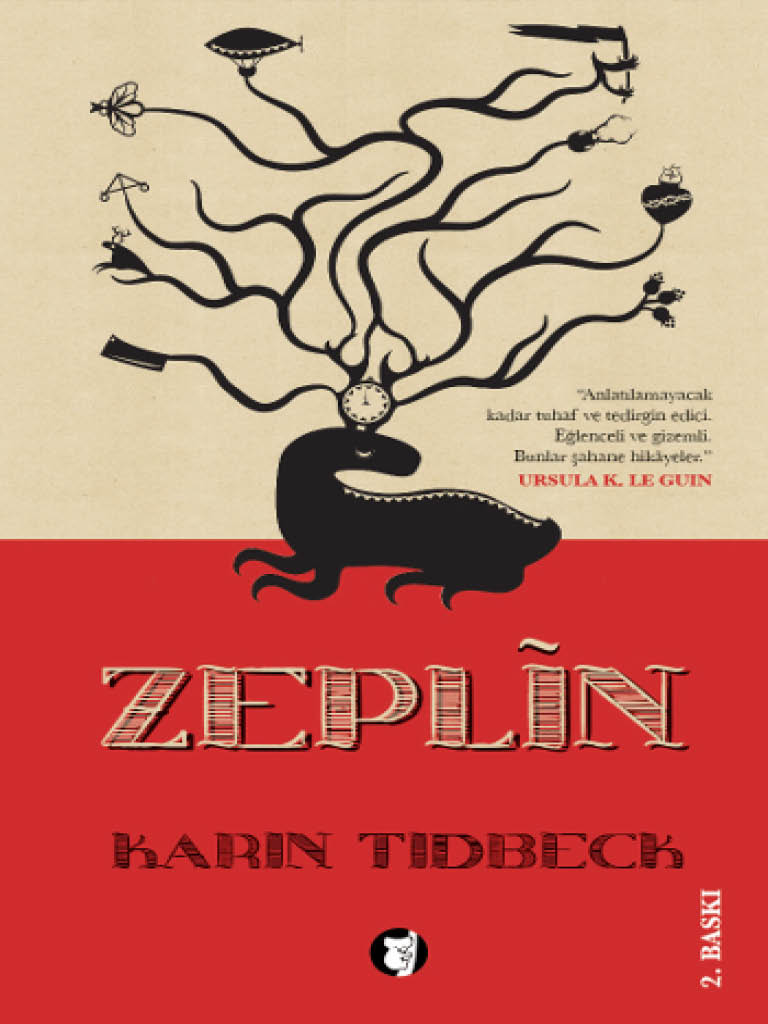 “Anlatılamayacak
kadar tuhaf ve tedirgin edici.
Eğlenceli ve gizemli.
Bunlar şahane hikâyeler.”
URSULA K. LE GUIN
ZEPLİN
KARIN TIDBECK
2. BASKI